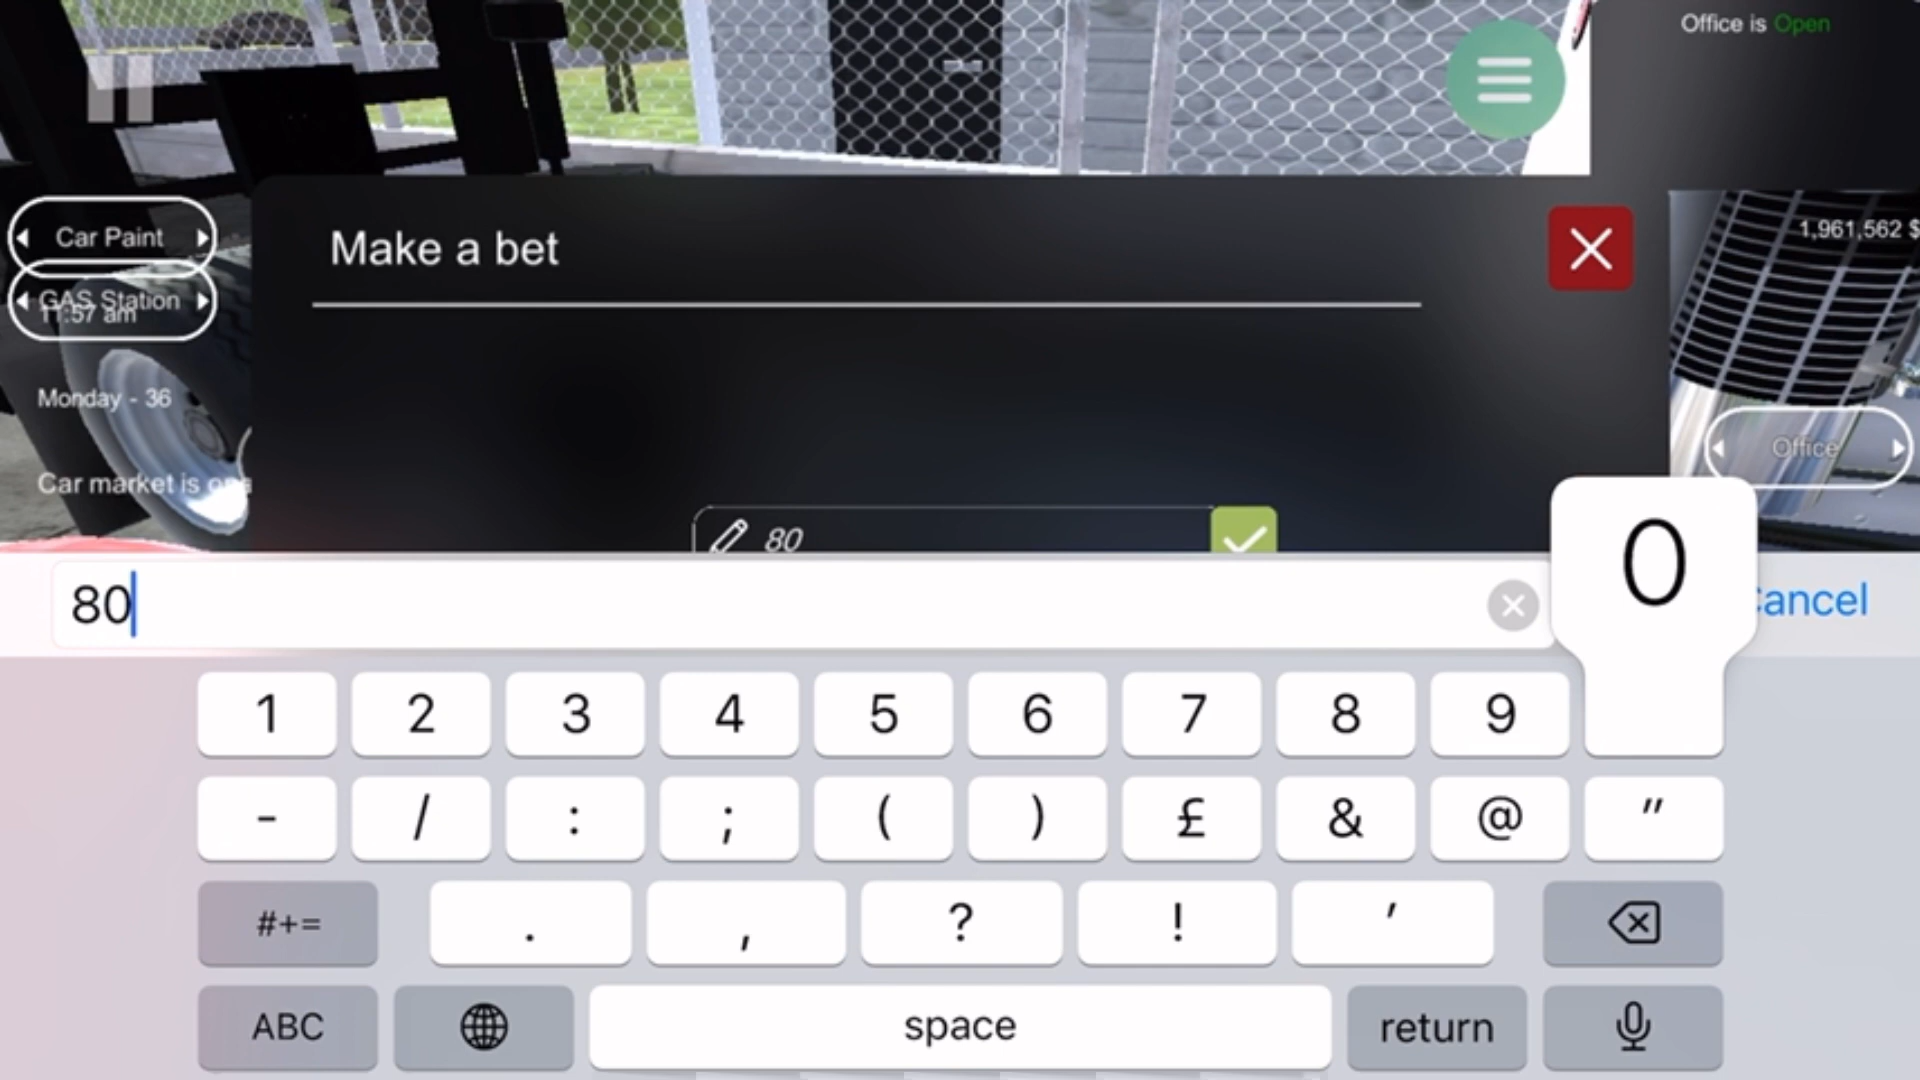 Office is Open
Car Paint
Make a bet
1,961,562 $
GAS Station
11:57 am
Monday - 36
Office
Car market is ope
80
80
0
Cancel
1 2 3 4 5 6 7 8 9
- / : ; ( ) £ & @ "
#+= . , ? ! '
ABC space return